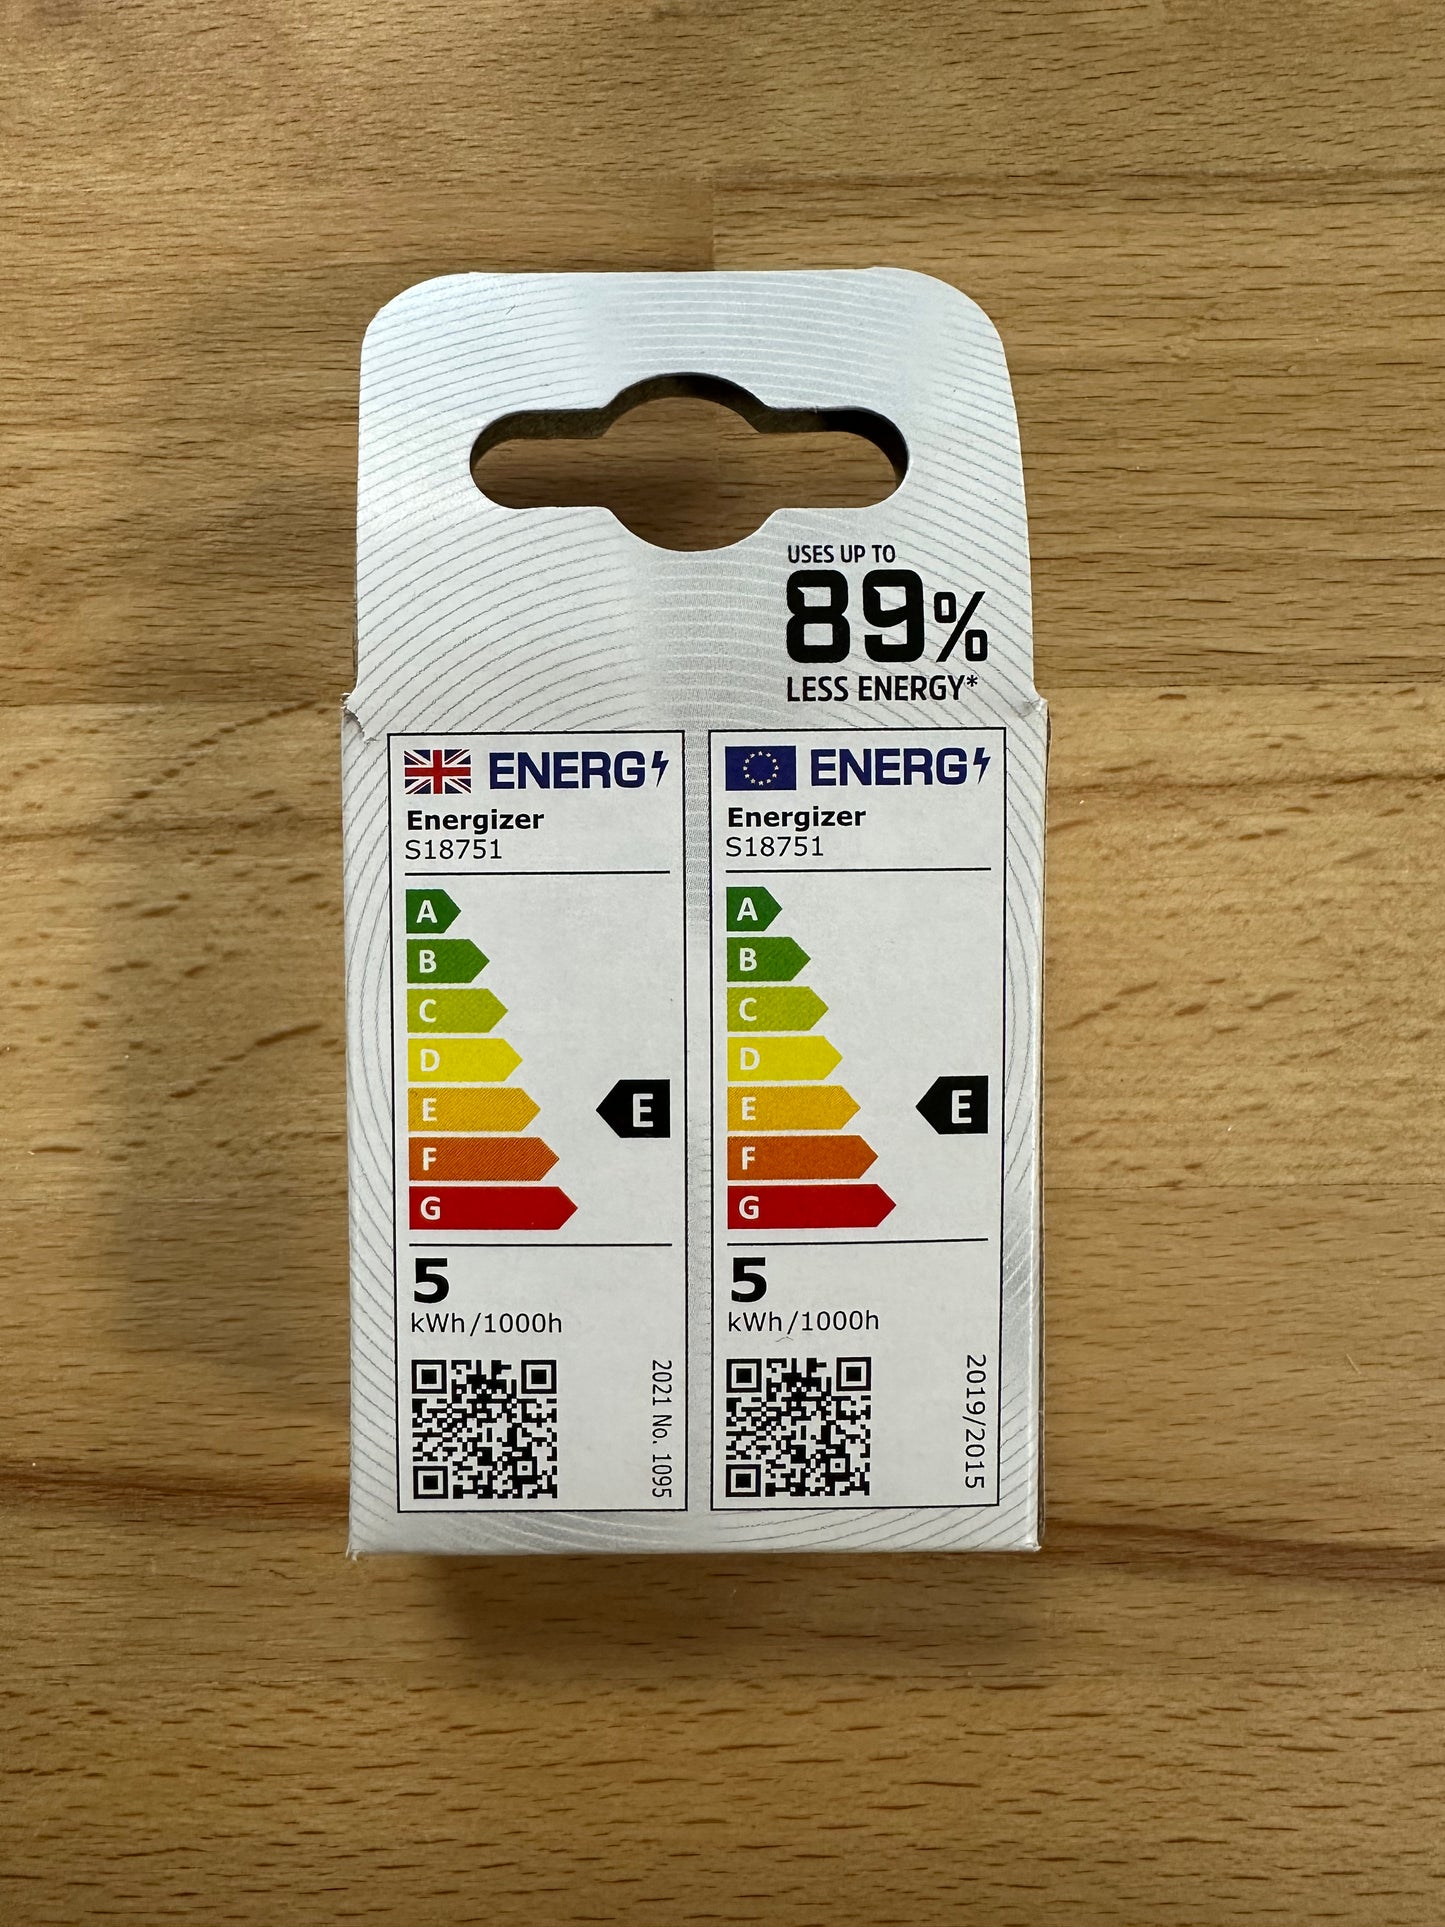 USES UP TO
89%
LESS ENERGY*
ENERG
Energizer
S18751
A
B
C
D
E
F
G
E
5
kWh/1000h
2021 No. 1095
ENERG
Energizer
S18751
A
B
C
D
E
F
G
E
5
kWh/1000h
2019/2015